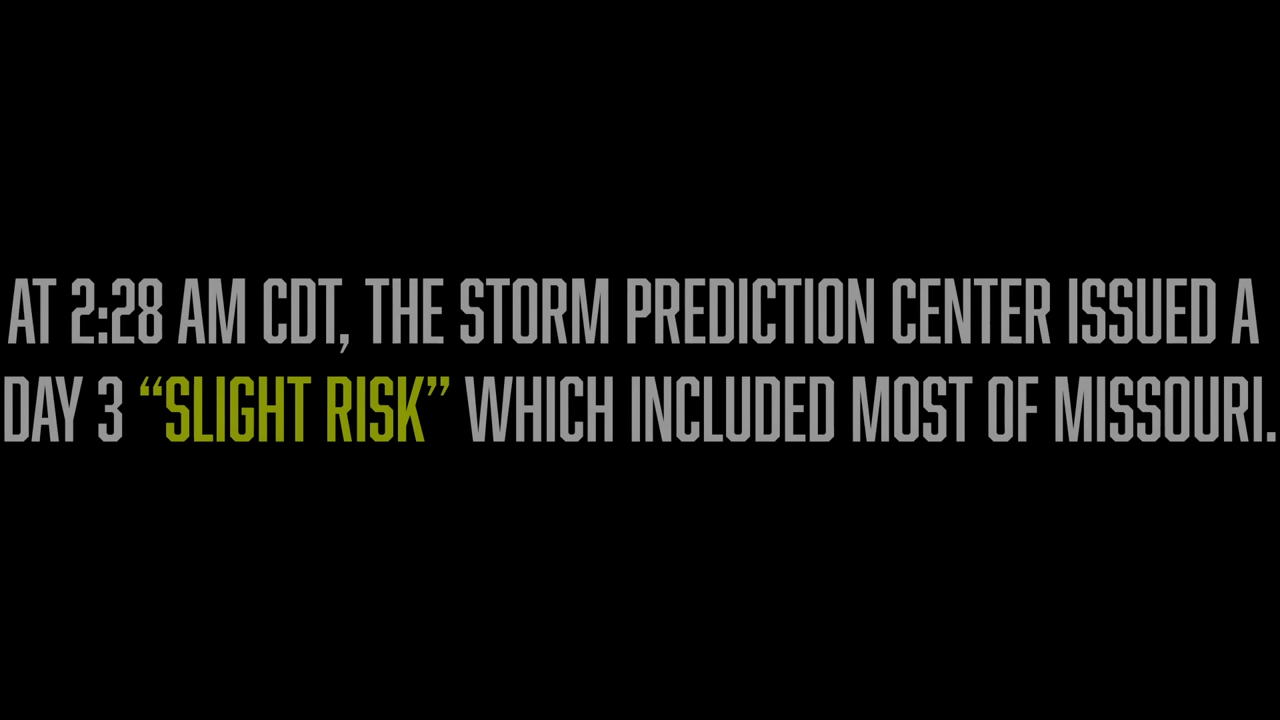 AT 2:28 AM CDT, THE STORM PREDICTION CENTER ISSUED A
DAY 3 “SLIGHT RISK” WHICH INCLUDED MOST OF MISSOURI.